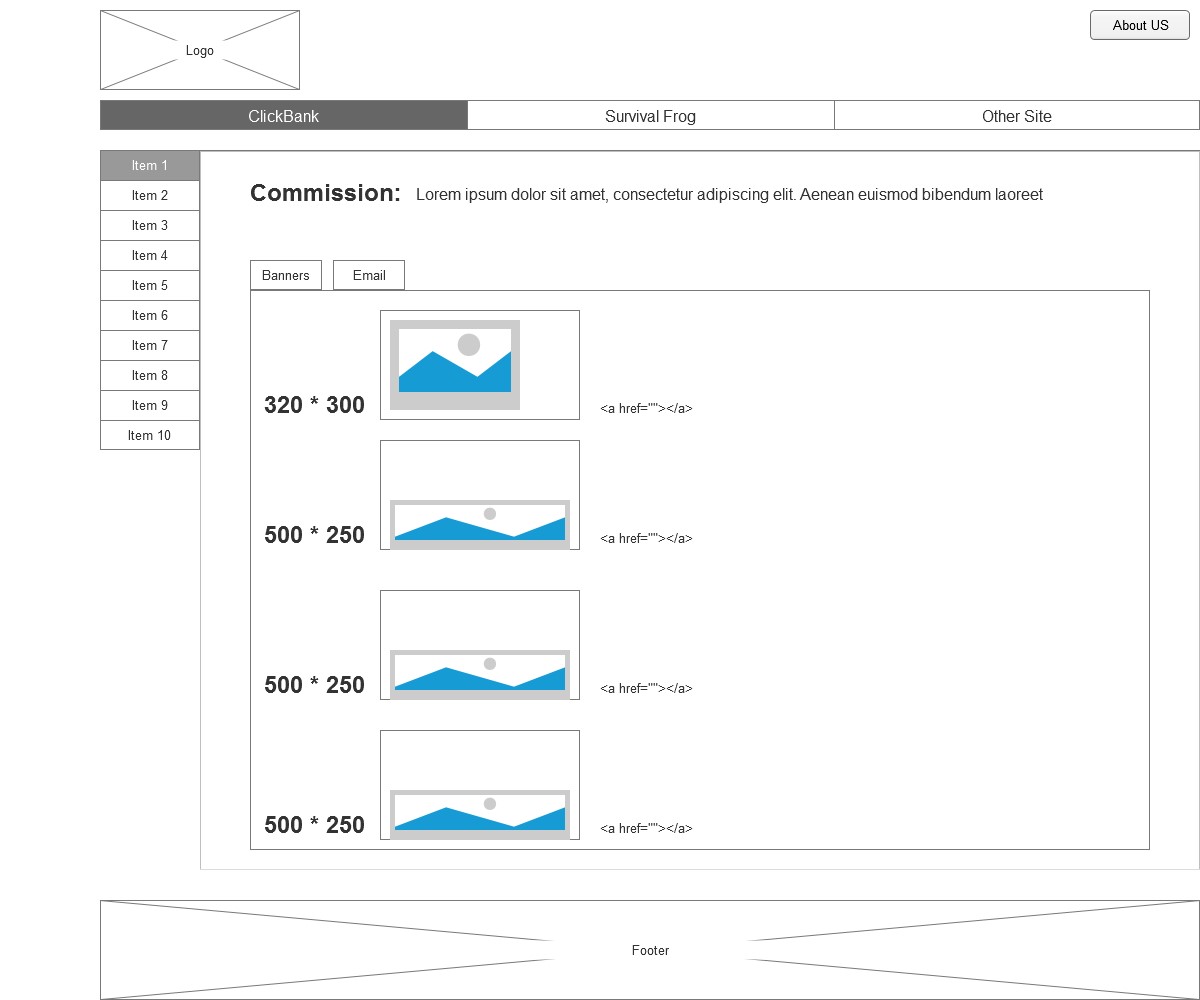 Logo
About US
ClickBank
Survival Frog
Other Site
Item 1
Item 2
Item 3
Item 4
Item 5
Item 6
Item 7
Item 8
Item 9
Item 10
Commission: Lorem ipsum dolor sit amet, consectetur adipiscing elit. Aenean euismod bibendum laoreet
Banners
Email
320 * 300
<a href=""></a>
500 * 250
<a href=""></a>
500 * 250
<a href=""></a>
500 * 250
<a href=""></a>
Footer